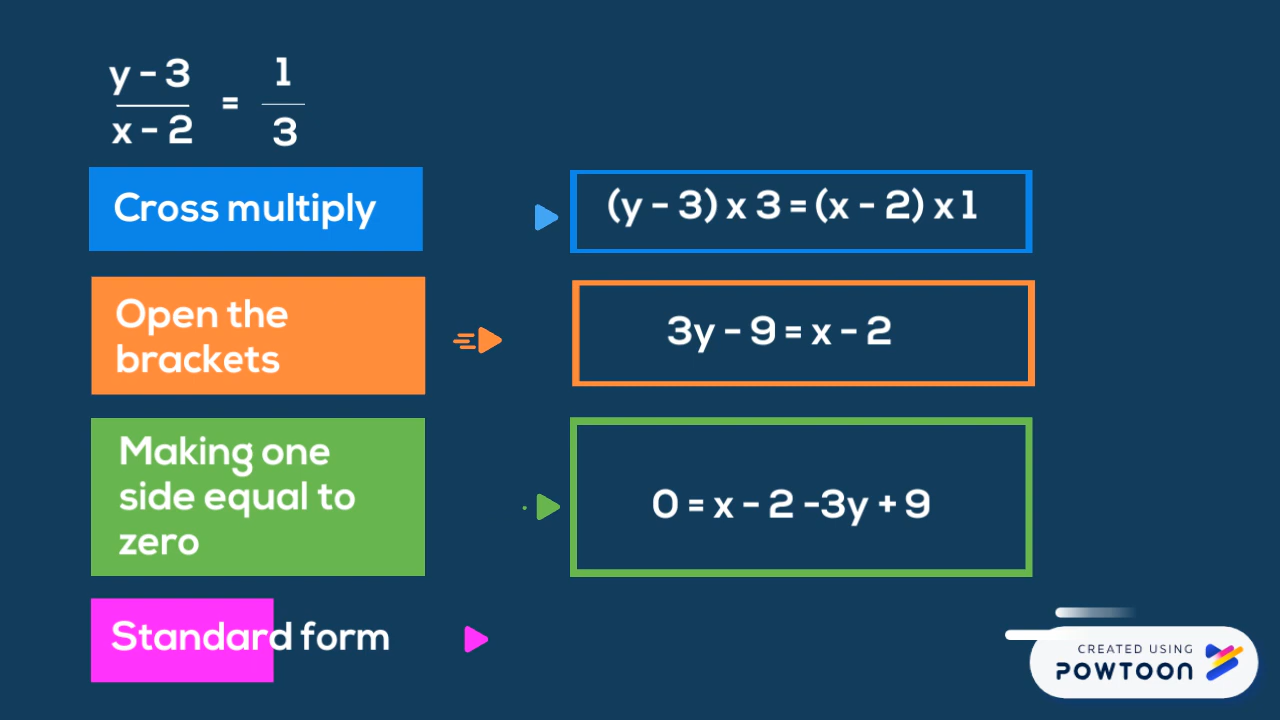 y - 3
x - 2
=
1
3
Cross multiply
(y - 3) x 3 = (x - 2) x 1
Open the
brackets
3y - 9 = x - 2
Making one
side equal to
zero
0 = x - 2 -3y + 9
Standard form
CREATED USING
POWTOON